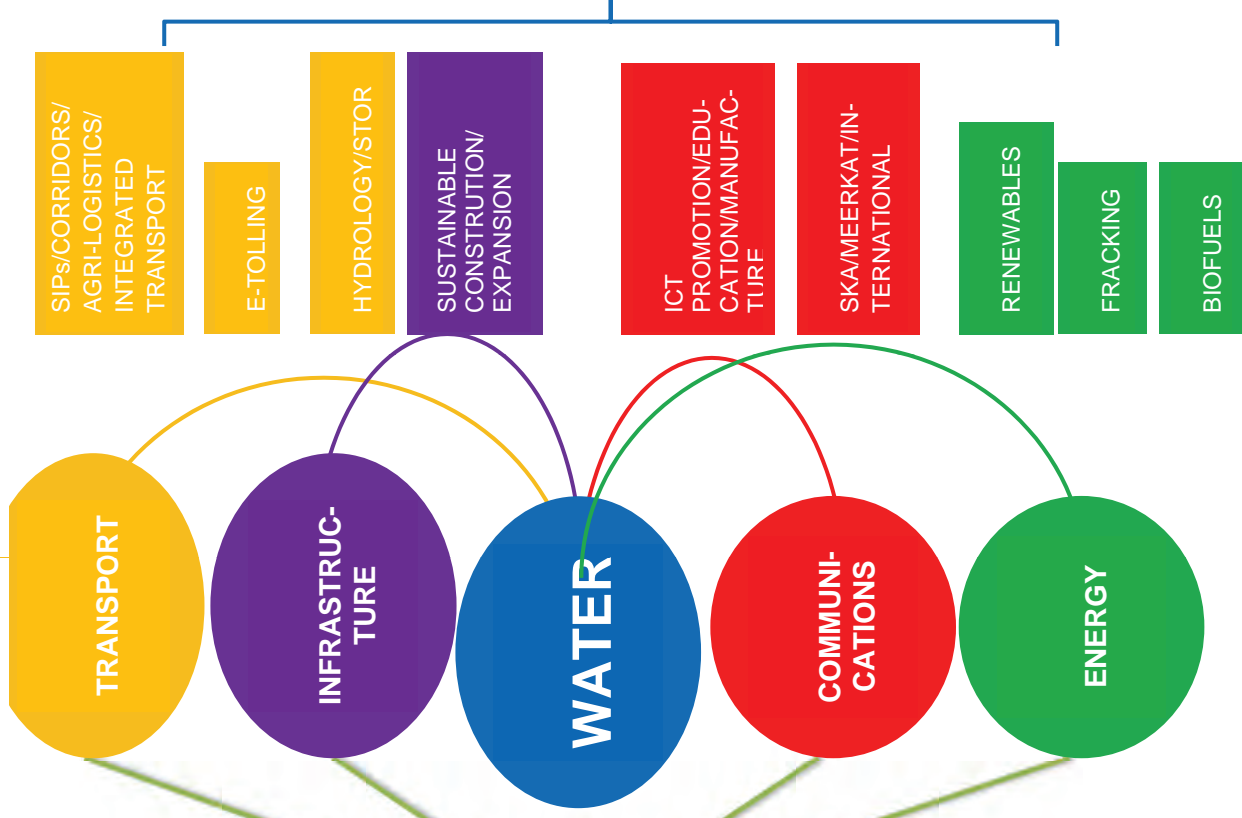 SIPs/CORRIDORS/
AGRI-LOGISTICS/
INTEGRATED
TRANSPORT
E-TOLLING
HYDROLOGY/STOR
SUSTAINABLE
CONSTRUTION/
EXPANSION
ICT
PROMOTION/EDU-
CATION/MANUFAC-
TURE
SKA/MEERKAT/IN-
TERNATIONAL
RENEWABLES
FRACKING
BIOFUELS
TRANSPORT
INFRASTRUC-
TURE
WATER
COMMUNI-
CATIONS
ENERGY